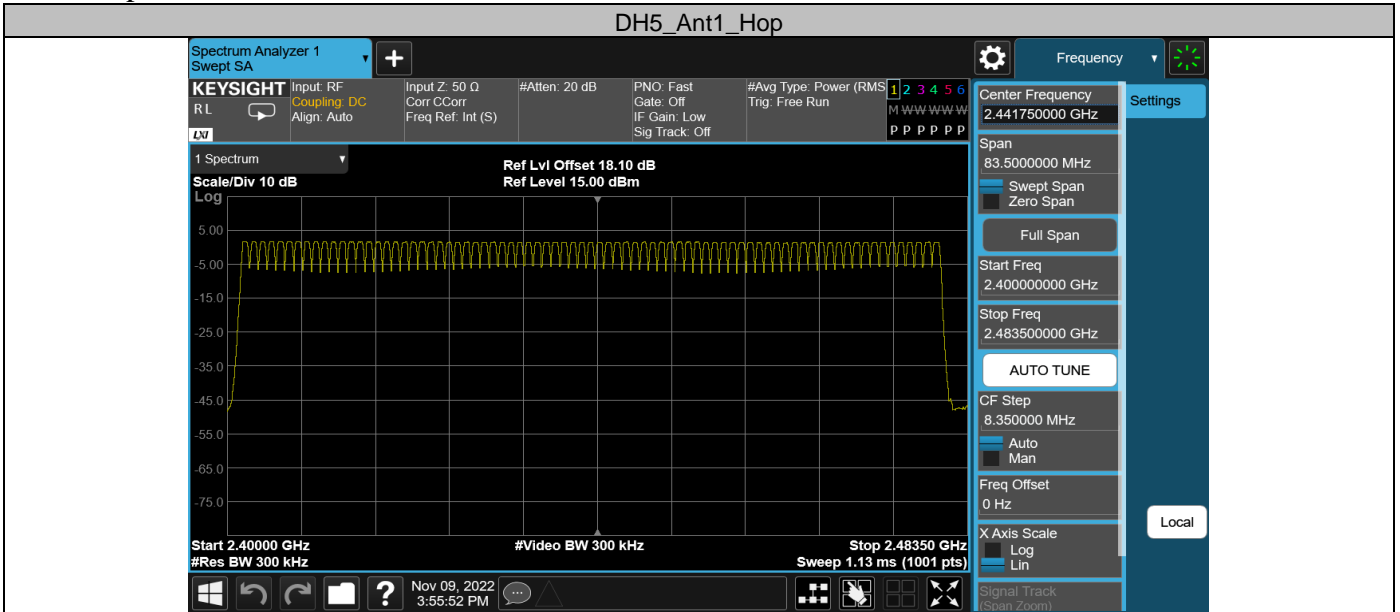 DH5_Ant1_Hop
Spectrum Analyzer 1
Swept SA
Frequency
KEYSIGHT
RL
LXI
Input: RF
Coupling: DC
Align: Auto
Input Z: 50 Ω
Corr CCorr
Freq Ref: Int (S)
#Atten: 20 dB
PNO: Fast
Gate: Off
IF Gain: Low
Sig Track: Off
#Avg Type: Power (RMS
Trig: Free Run
1 2 3 4 5 6
M W W W W W
P P P P P P
1 Spectrum
Scale/Div 10 dB
Ref Lvl Offset 18.10 dB
Ref Level 15.00 dBm
Log
5.00
-5.00
-15.0
-25.0
-35.0
-45.0
-55.0
-65.0
-75.0
Start 2.40000 GHz
#Res BW 300 kHz
#Video BW 300 kHz
Stop 2.48350 GHz
Sweep 1.13 ms (1001 pts)
Center Frequency
2.441750000 GHz
Span
83.5000000 MHz
Swept Span
Zero Span
Full Span
Start Freq
2.400000000 GHz
Stop Freq
2.483500000 GHz
AUTO TUNE
CF Step
8.350000 MHz
Auto
Man
Freq Offset
0 Hz
X Axis Scale
Log
Lin
Signal Track
(Span Zoom)
Settings
Local
?
Nov 09, 2022
3:55:52 PM